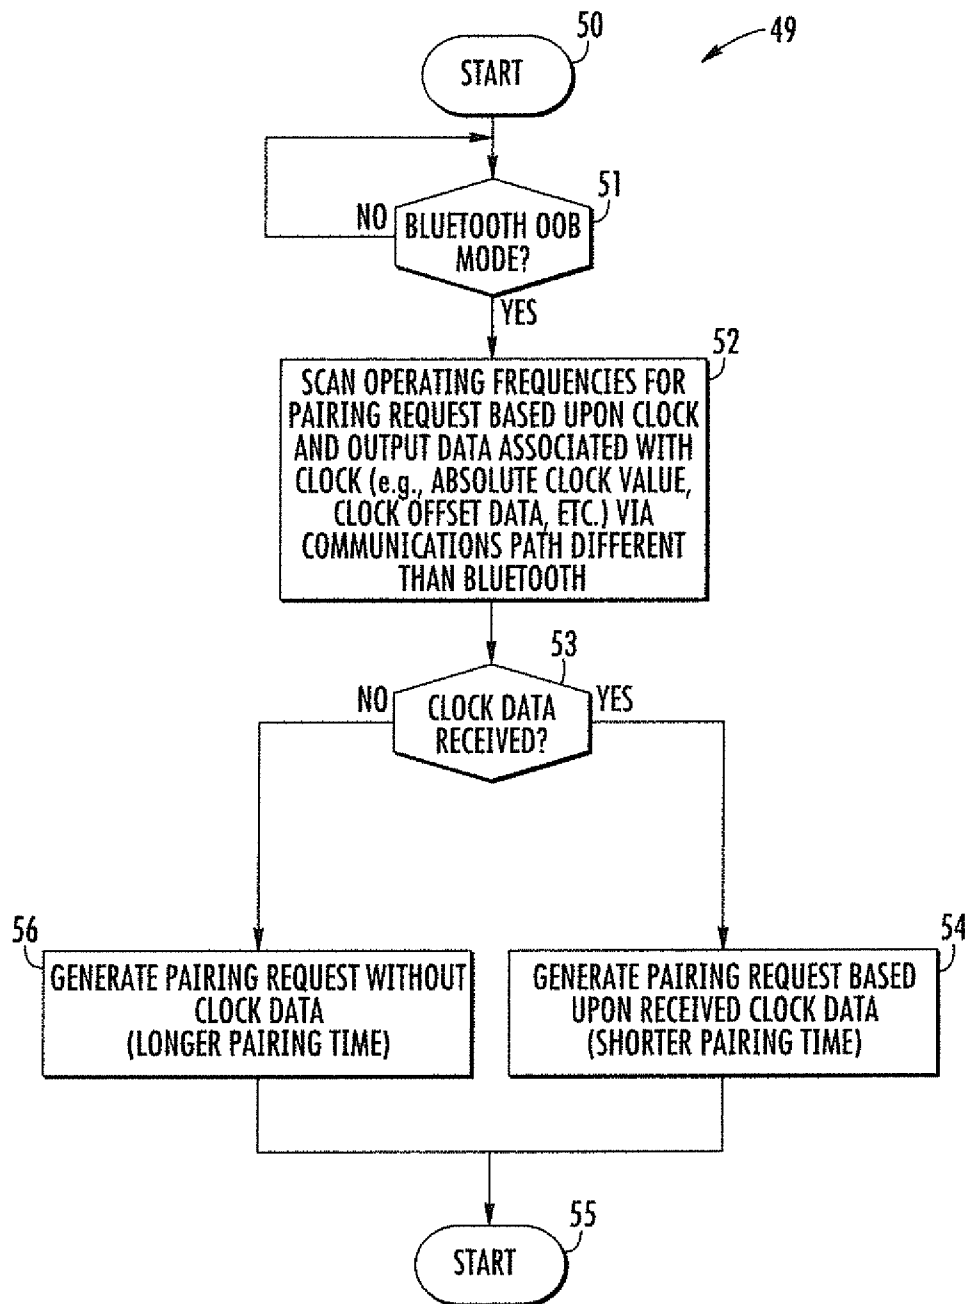 50
49
START
51
NO
BLUETOOTH OOB
MODE?
YES
52
SCAN OPERATING FREQUENCIES FOR
PAIRING REQUEST BASED UPON CLOCK
AND OUTPUT DATA ASSOCIATED WITH
CLOCK (e.g., ABSOLUTE CLOCK VALUE,
CLOCK OFFSET DATA, ETC.) VIA
COMMUNICATIONS PATH DIFFERENT
THAN BLUETOOTH
53
NO
YES
CLOCK DATA
RECEIVED?
56
GENERATE PAIRING REQUEST WITHOUT
CLOCK DATA
(LONGER PAIRING TIME)
54
GENERATE PAIRING REQUEST BASED
UPON RECEIVED CLOCK DATA
(SHORTER PAIRING TIME)
55
START